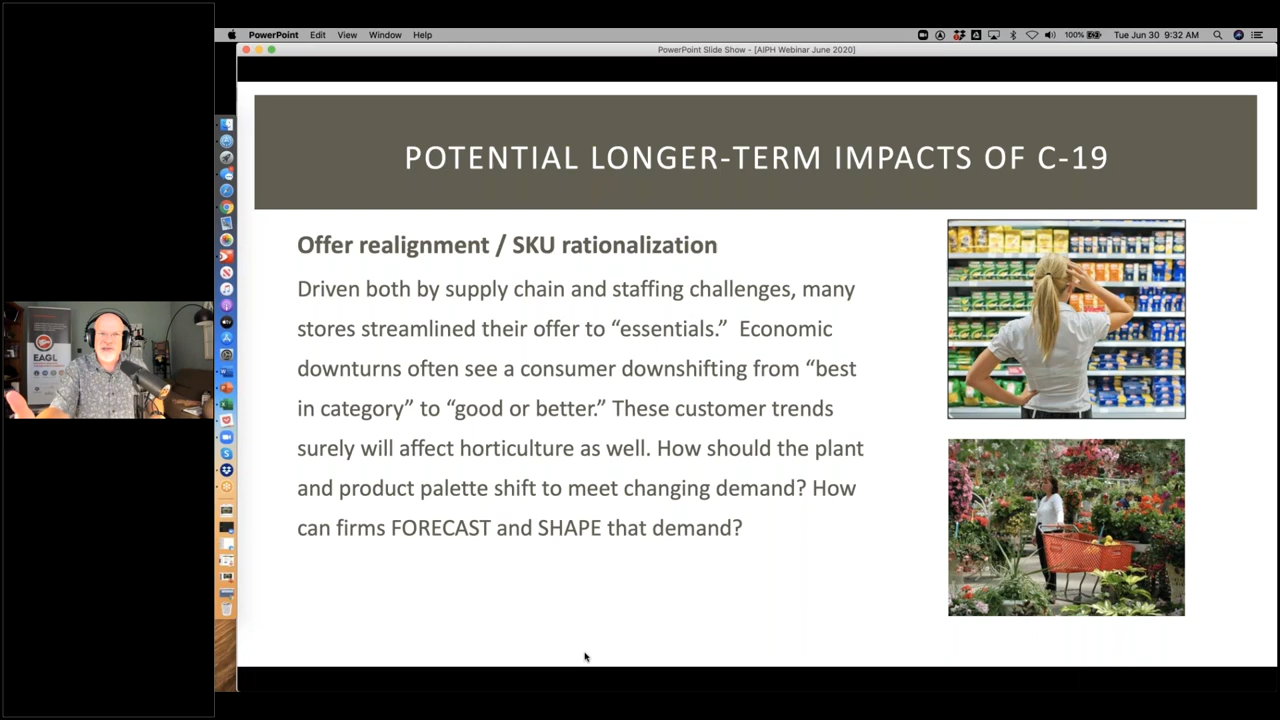 PowerPoint Edit View Window Help
100% Tue Jun 30 9:32 AM
PowerPoint Slide Show - [AIPH Webinar June 2020]
POTENTIAL LONGER-TERM IMPACTS OF C-19
Offer realignment / SKU rationalization
Driven both by supply chain and staffing challenges, many
stores streamlined their offer to “essentials.” Economic
downturns often see a consumer downshifting from “best
in category” to “good or better.” These customer trends
surely will affect horticulture as well. How should the plant
and product palette shift to meet changing demand? How
can firms FORECAST and SHAPE that demand?
EAGL